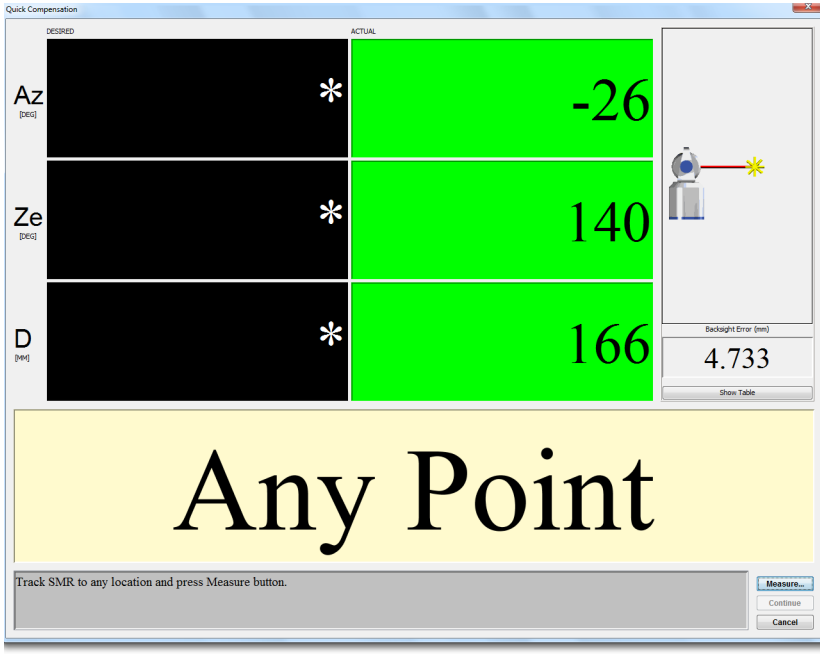 Quick Compensation
DESIRED
ACTUAL
Az
[DEG]
*
-26
Ze
[DEG]
*
140
D
[MM]
*
166
Backsight Error (mm)
4.733
Show Table
Any Point
Track SMR to any location and press Measure button.
Measure...
Continue
Cancel